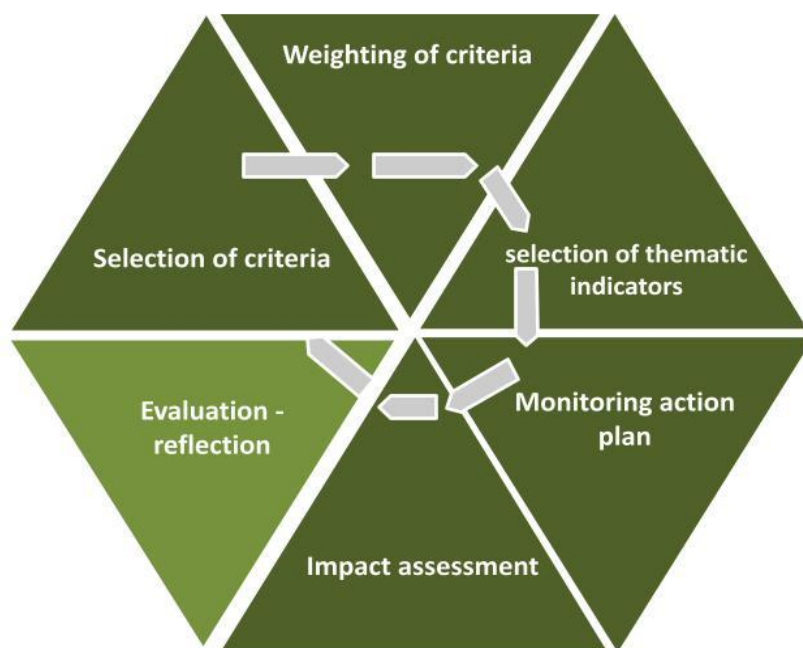 Weighting of criteria
Selection of criteria
selection of thematic
indicators
Evaluation -
reflection
Monitoring action
plan
Impact assessment